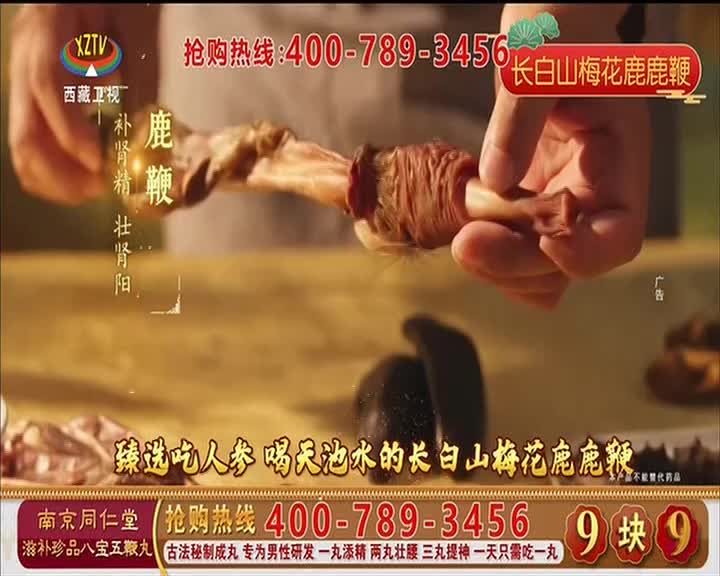 XZTV
西藏卫视
抢购热线:400-789-3456
长白山梅花鹿鹿鞭
鹿鞭
补肾精 壮肾阳
广告
臻选吃人参 喝天池水的长白山梅花鹿鹿鞭
本产品不能替代药品
南京同仁堂
滋补珍品八宝五鞭丸
抢购热线 400-789-3456
古法秘制成丸 专为男性研发 一丸添精 两丸壮腰 三丸提神 一天只需吃一丸
9块9